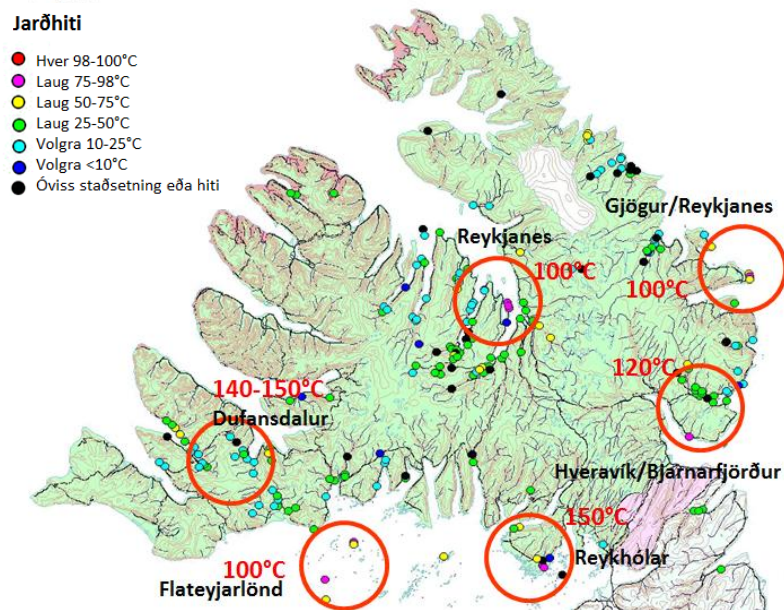 Jarðhiti
Hver 98-100°C
Laug 75-98°C
Laug 50-75°C
Laug 25-50°C
Volgra 10-25°C
Volgra <10°C
Óviss staðsetning eða hiti
Gjögur/Reykjanes
Reykjanes
100°C
100°C
120°C
140-150°C
Dufansdalur
Hveravík/Bjarnarfjörður
150°C
Reykhólar
100°C
Flateyjarlönd